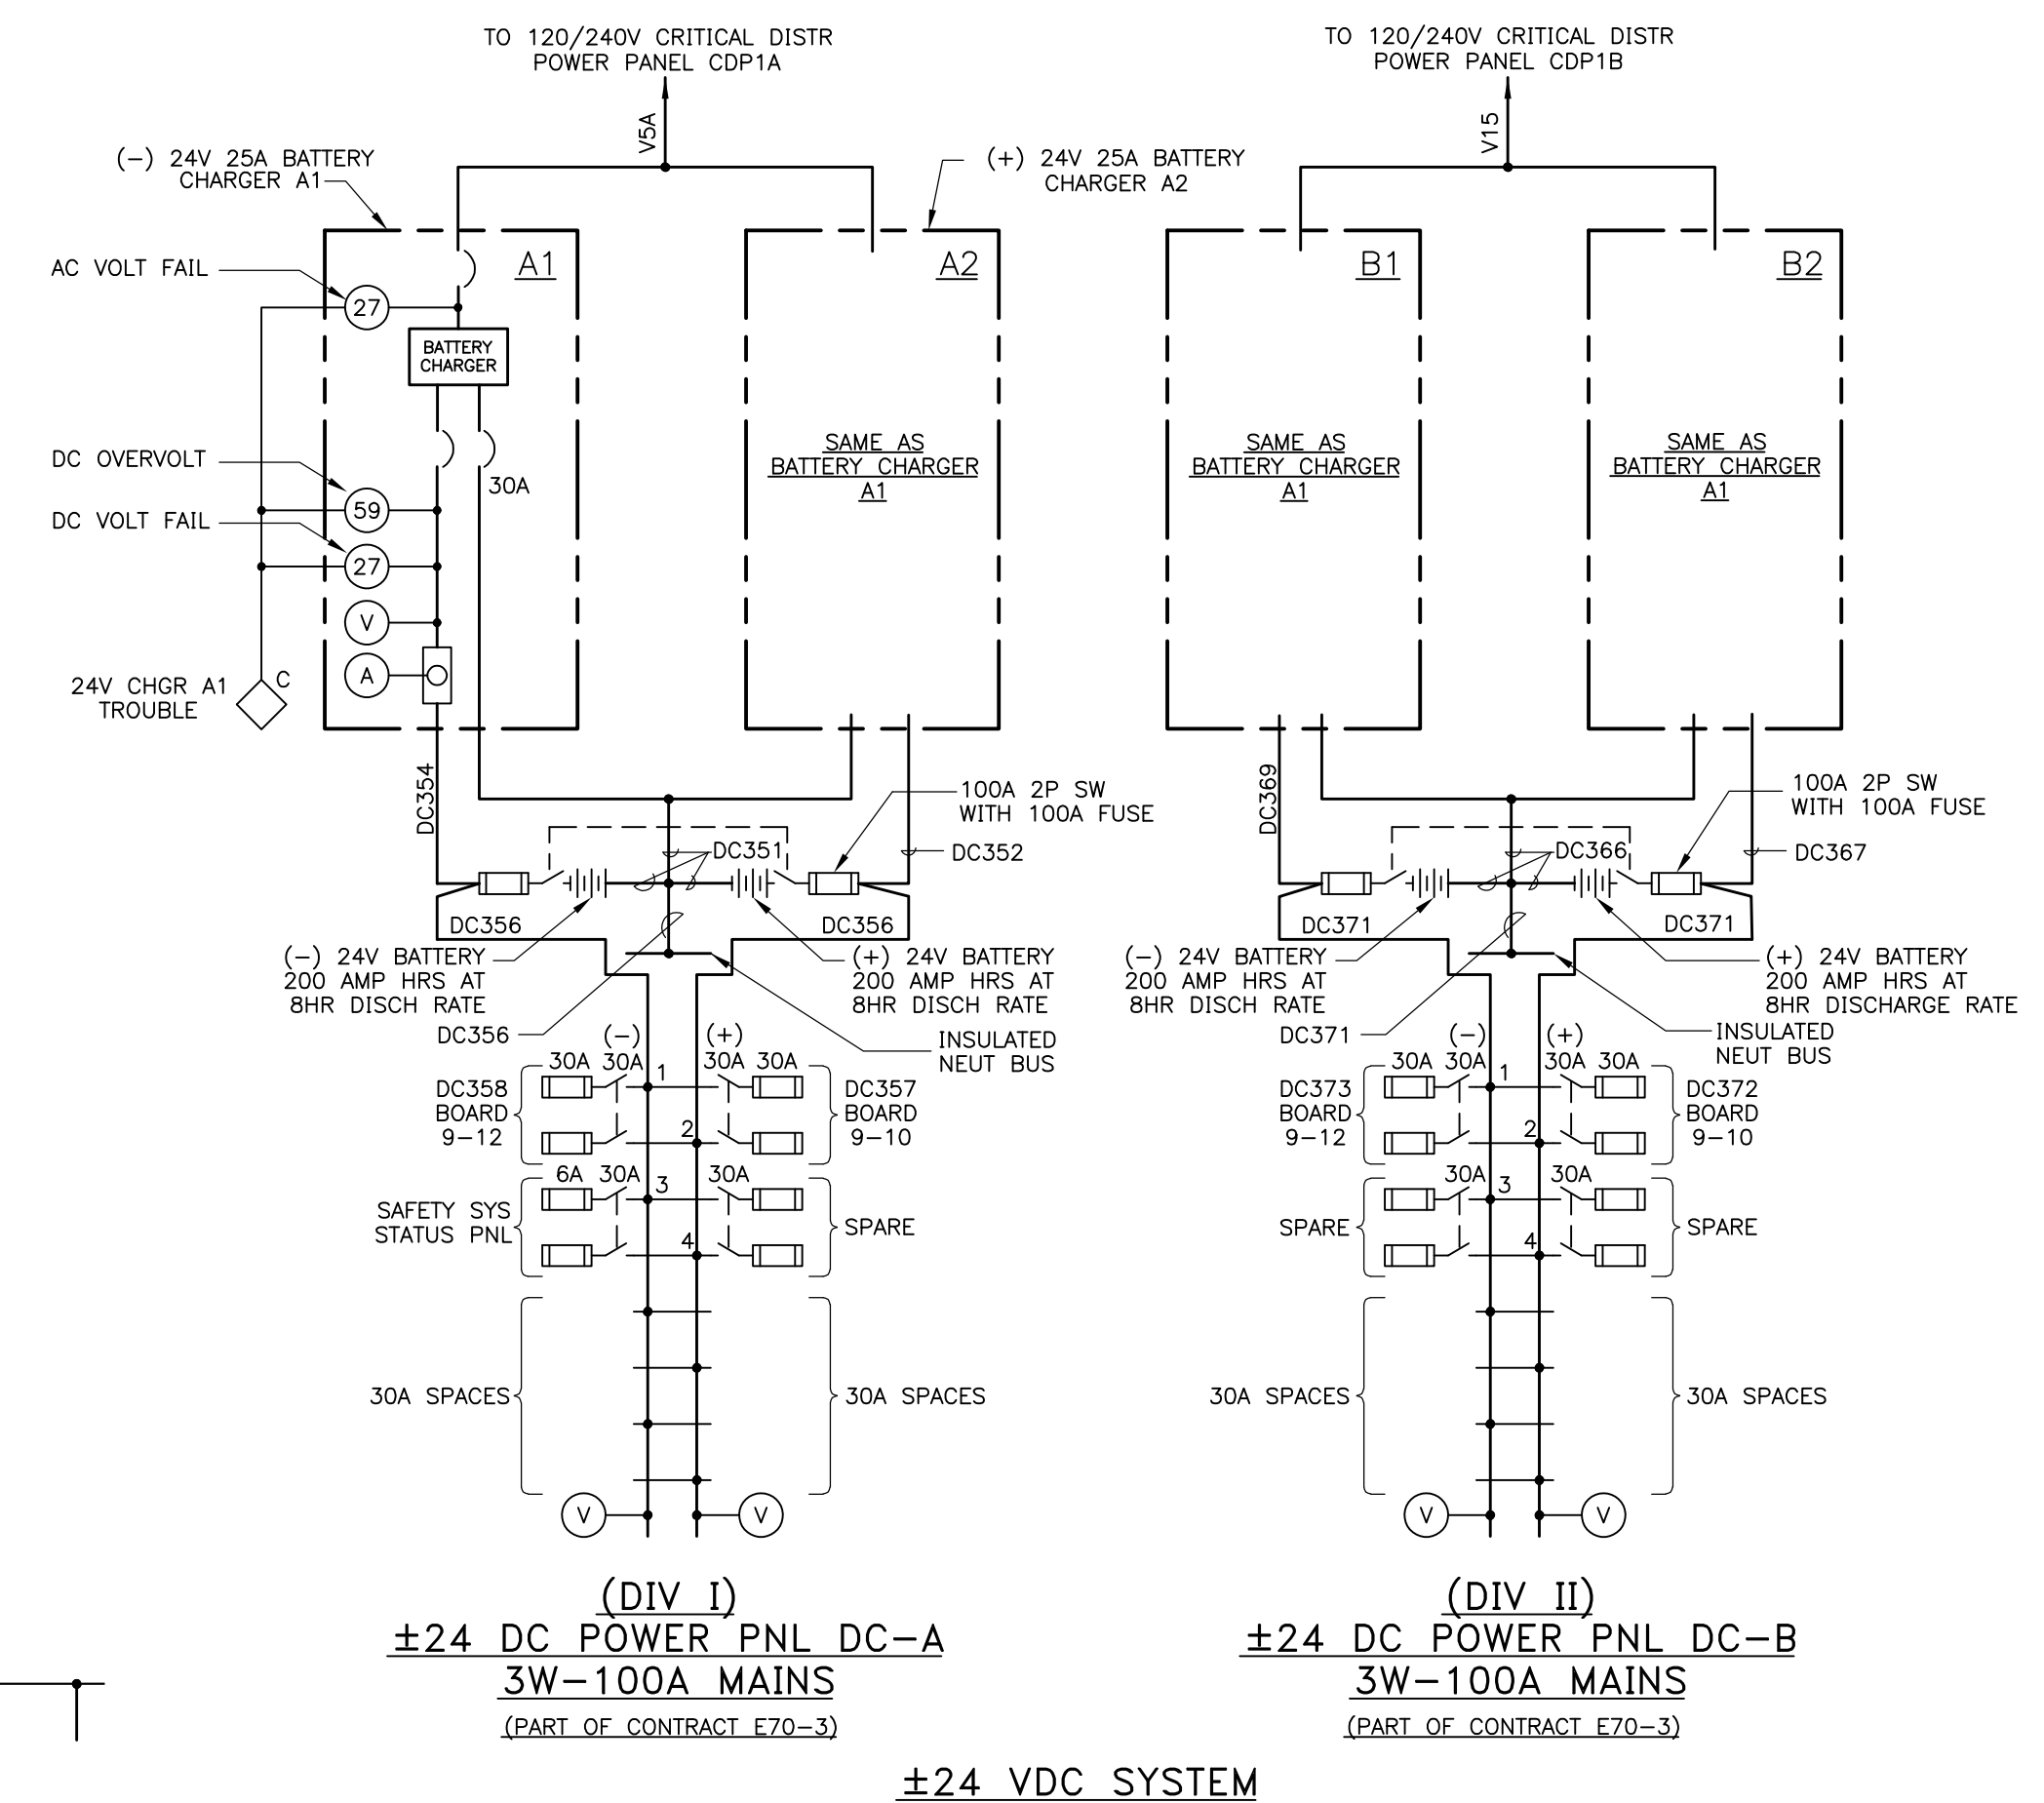 TO 120/240V CRITICAL DISTR
POWER PANEL CDP1A
V5A
(-) 24V 25A BATTERY
CHARGER A1
(+) 24V 25A BATTERY
CHARGER A2
A1
A2
AC VOLT FAIL
27
BATTERY
CHARGER
30A
DC OVERVOLT
59
DC VOLT FAIL
27
V
A
24V CHGR A1
TROUBLE
C
SAME AS
BATTERY CHARGER
A1
DC354
100A 2P SW
WITH 100A FUSE
DC351
DC352
DC356
DC356
(-) 24V BATTERY
200 AMP HRS AT
8HR DISCH RATE
(+) 24V BATTERY
200 AMP HRS AT
8HR DISCH RATE
DC356
INSULATED
NEUT BUS
(-)
(+)
30A
30A
30A
30A
1
DC358
BOARD
9-12
DC357
BOARD
9-10
2
6A
30A
30A
3
SAFETY SYS
STATUS PNL
SPARE
4
30A SPACES
30A SPACES
V
V
(DIV I)
±24 DC POWER PNL DC-A
3W-100A MAINS
(PART OF CONTRACT E70-3)
TO 120/240V CRITICAL DISTR
POWER PANEL CDP1B
V15
B1
B2
SAME AS
BATTERY CHARGER
A1
SAME AS
BATTERY CHARGER
A1
DC369
100A 2P SW
WITH 100A FUSE
DC366
DC367
DC371
DC371
(-) 24V BATTERY
200 AMP HRS AT
8HR DISCH RATE
(+) 24V BATTERY
200 AMP HRS AT
8HR DISCHARGE RATE
DC371
INSULATED
NEUT BUS
(-)
(+)
30A
30A
30A
30A
1
DC373
BOARD
9-12
DC372
BOARD
9-10
2
30A
30A
3
SPARE
SPARE
4
30A SPACES
30A SPACES
V
V
(DIV II)
±24 DC POWER PNL DC-B
3W-100A MAINS
(PART OF CONTRACT E70-3)
±24 VDC SYSTEM